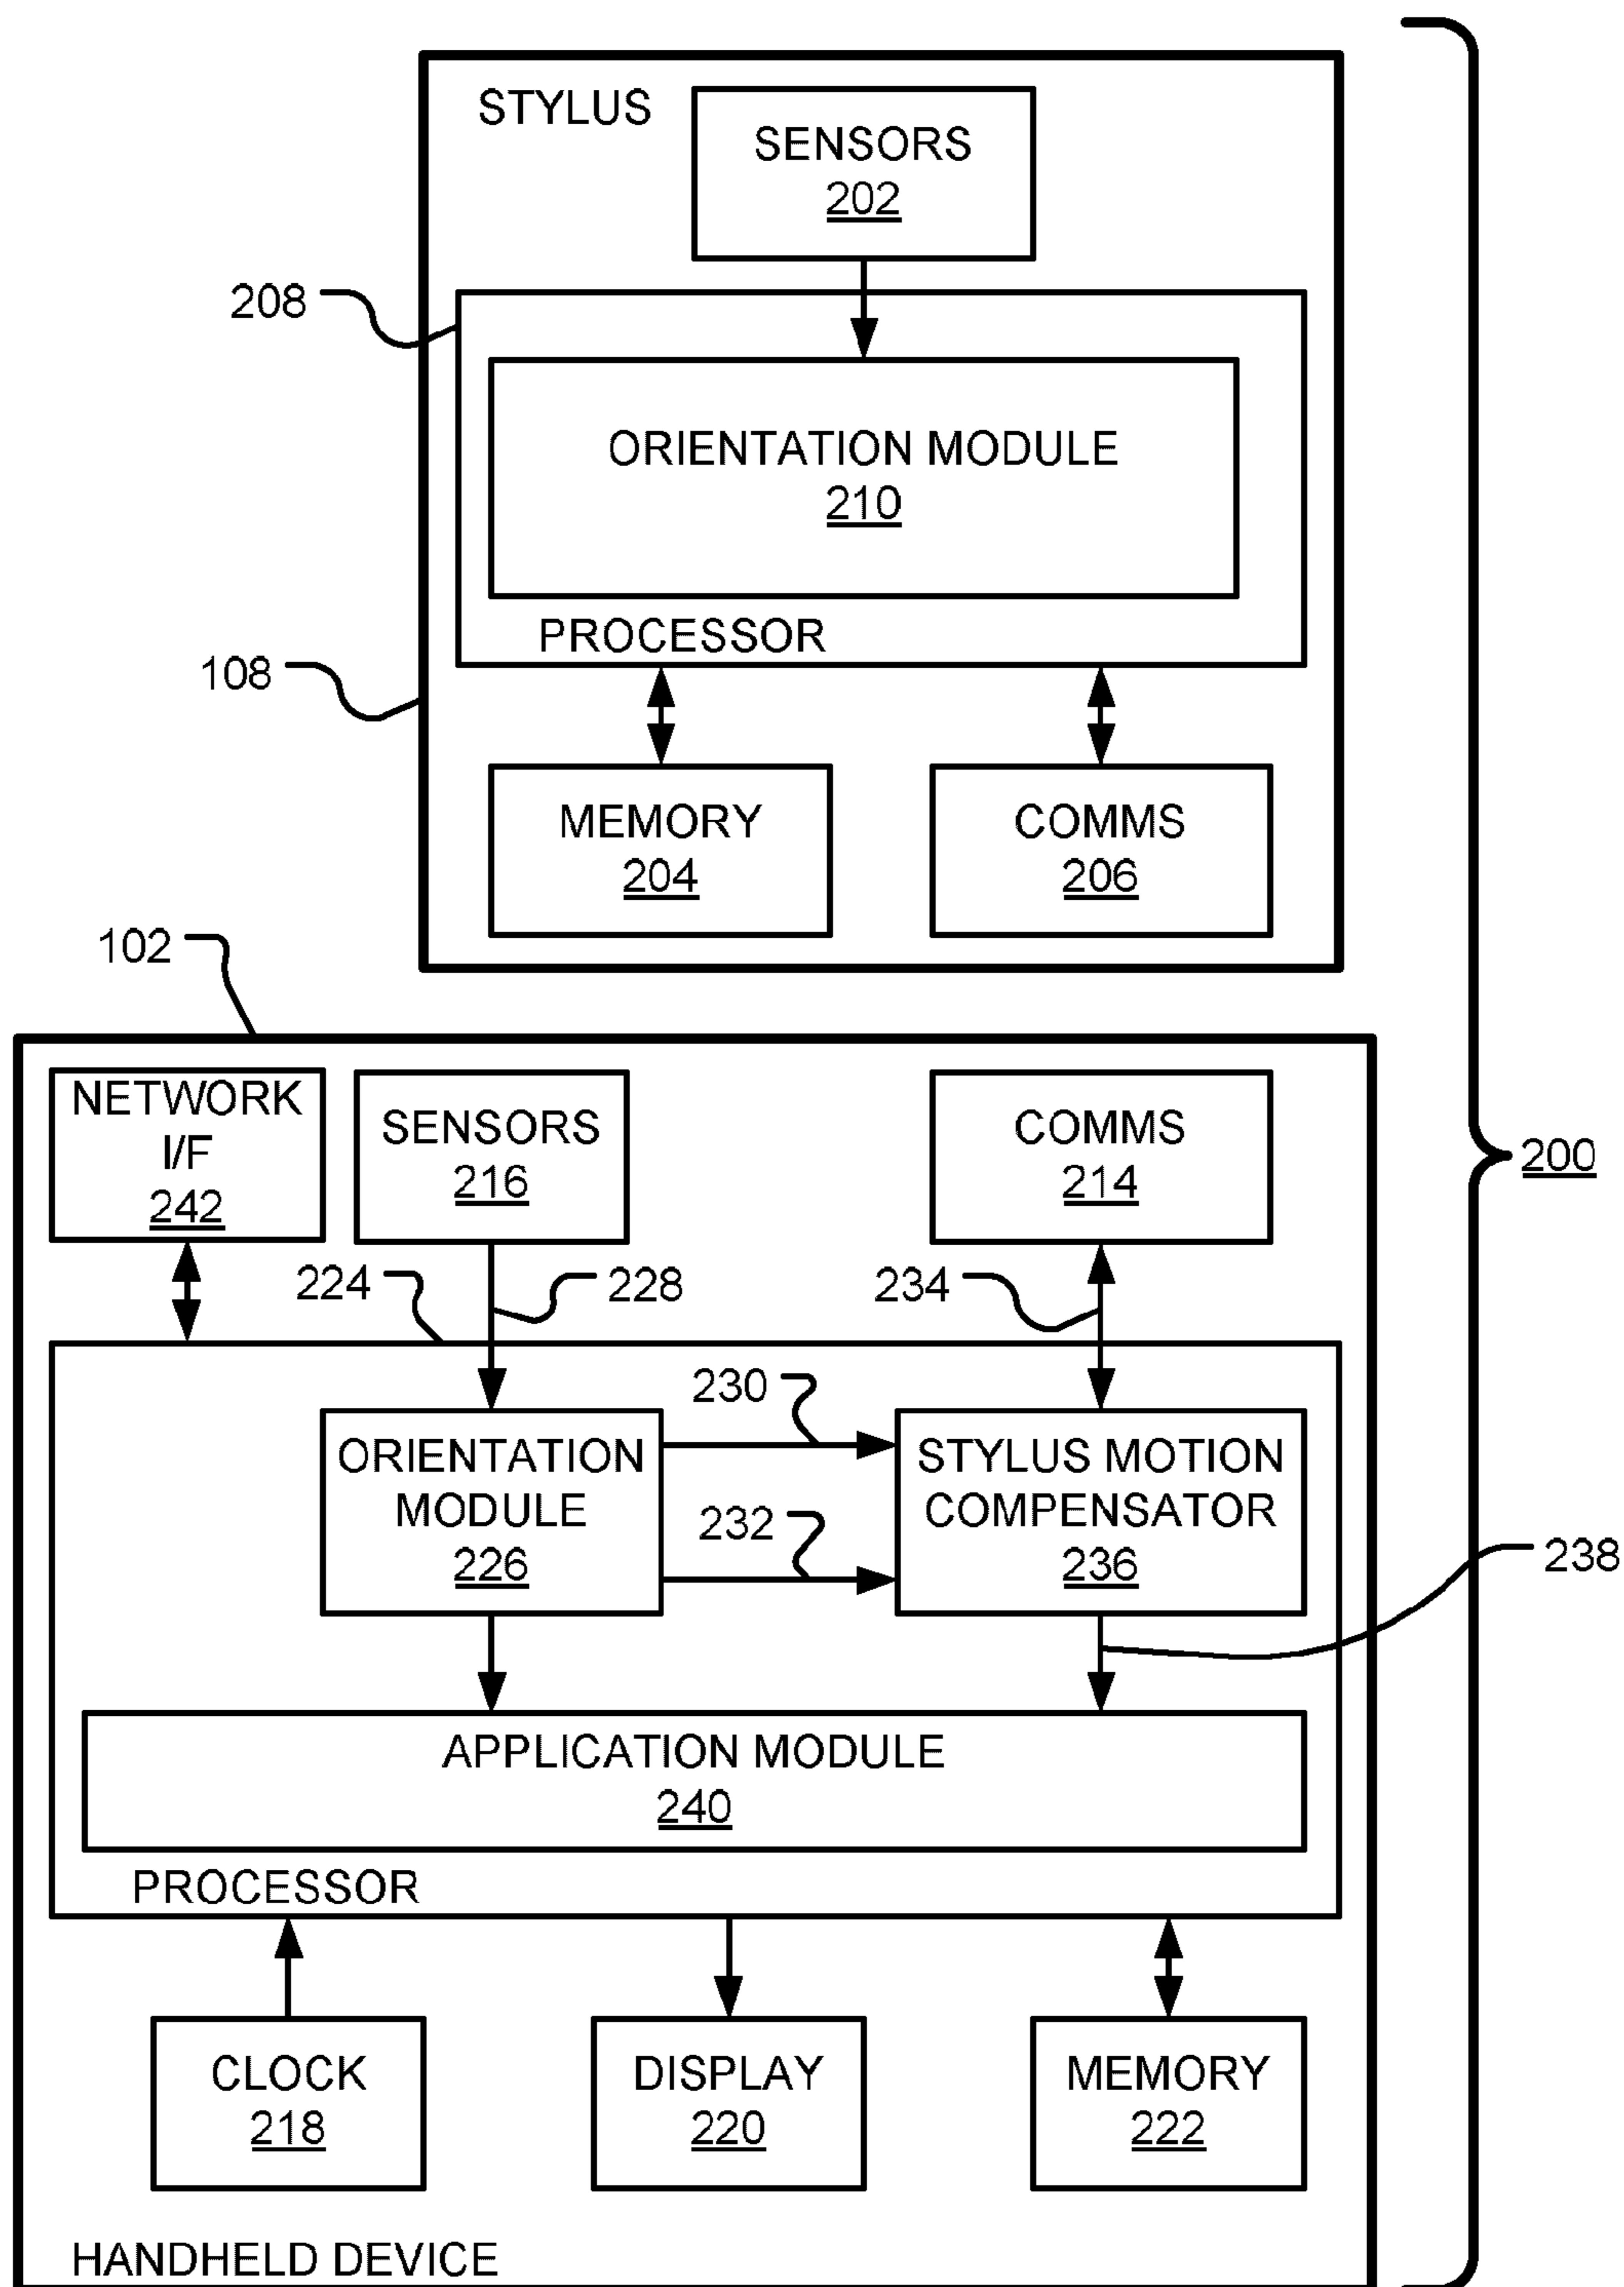 STYLUS
SENSORS
202
208
ORIENTATION MODULE
210
PROCESSOR
108
MEMORY
204
COMMS
206
102
NETWORK
I/F
242
SENSORS
216
COMMS
214
200
224
228
234
230
ORIENTATION
MODULE
226
232
STYLUS MOTION
COMPENSATOR
236
238
APPLICATION MODULE
240
PROCESSOR
CLOCK
218
DISPLAY
220
MEMORY
222
HANDHELD DEVICE